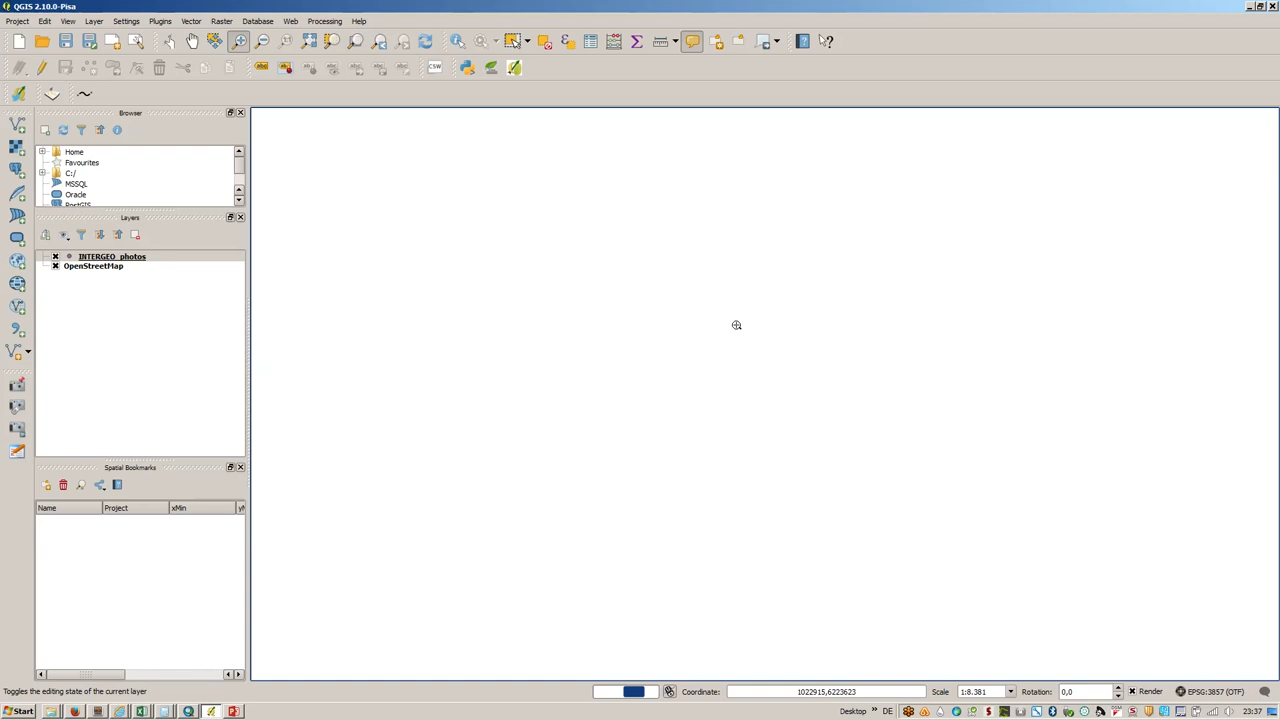 QGIS 2.10.0-Pisa
Project Edit View Layer Settings Plugins Vector Raster Database Web Processing Help
CSW
Browser
Home
Favourites
C:/
MSSQL
Oracle
PostGIS
Layers
INTERGEO_photos
OpenStreetMap
Spatial Bookmarks
Name Project xMin
Toggles the editing state of the current layer
Coordinate: 1022915,6223623 Scale 1:8.381 Rotation: 0,0 Render EPSG:3857 (OTF)
Start Desktop » DE 23:37